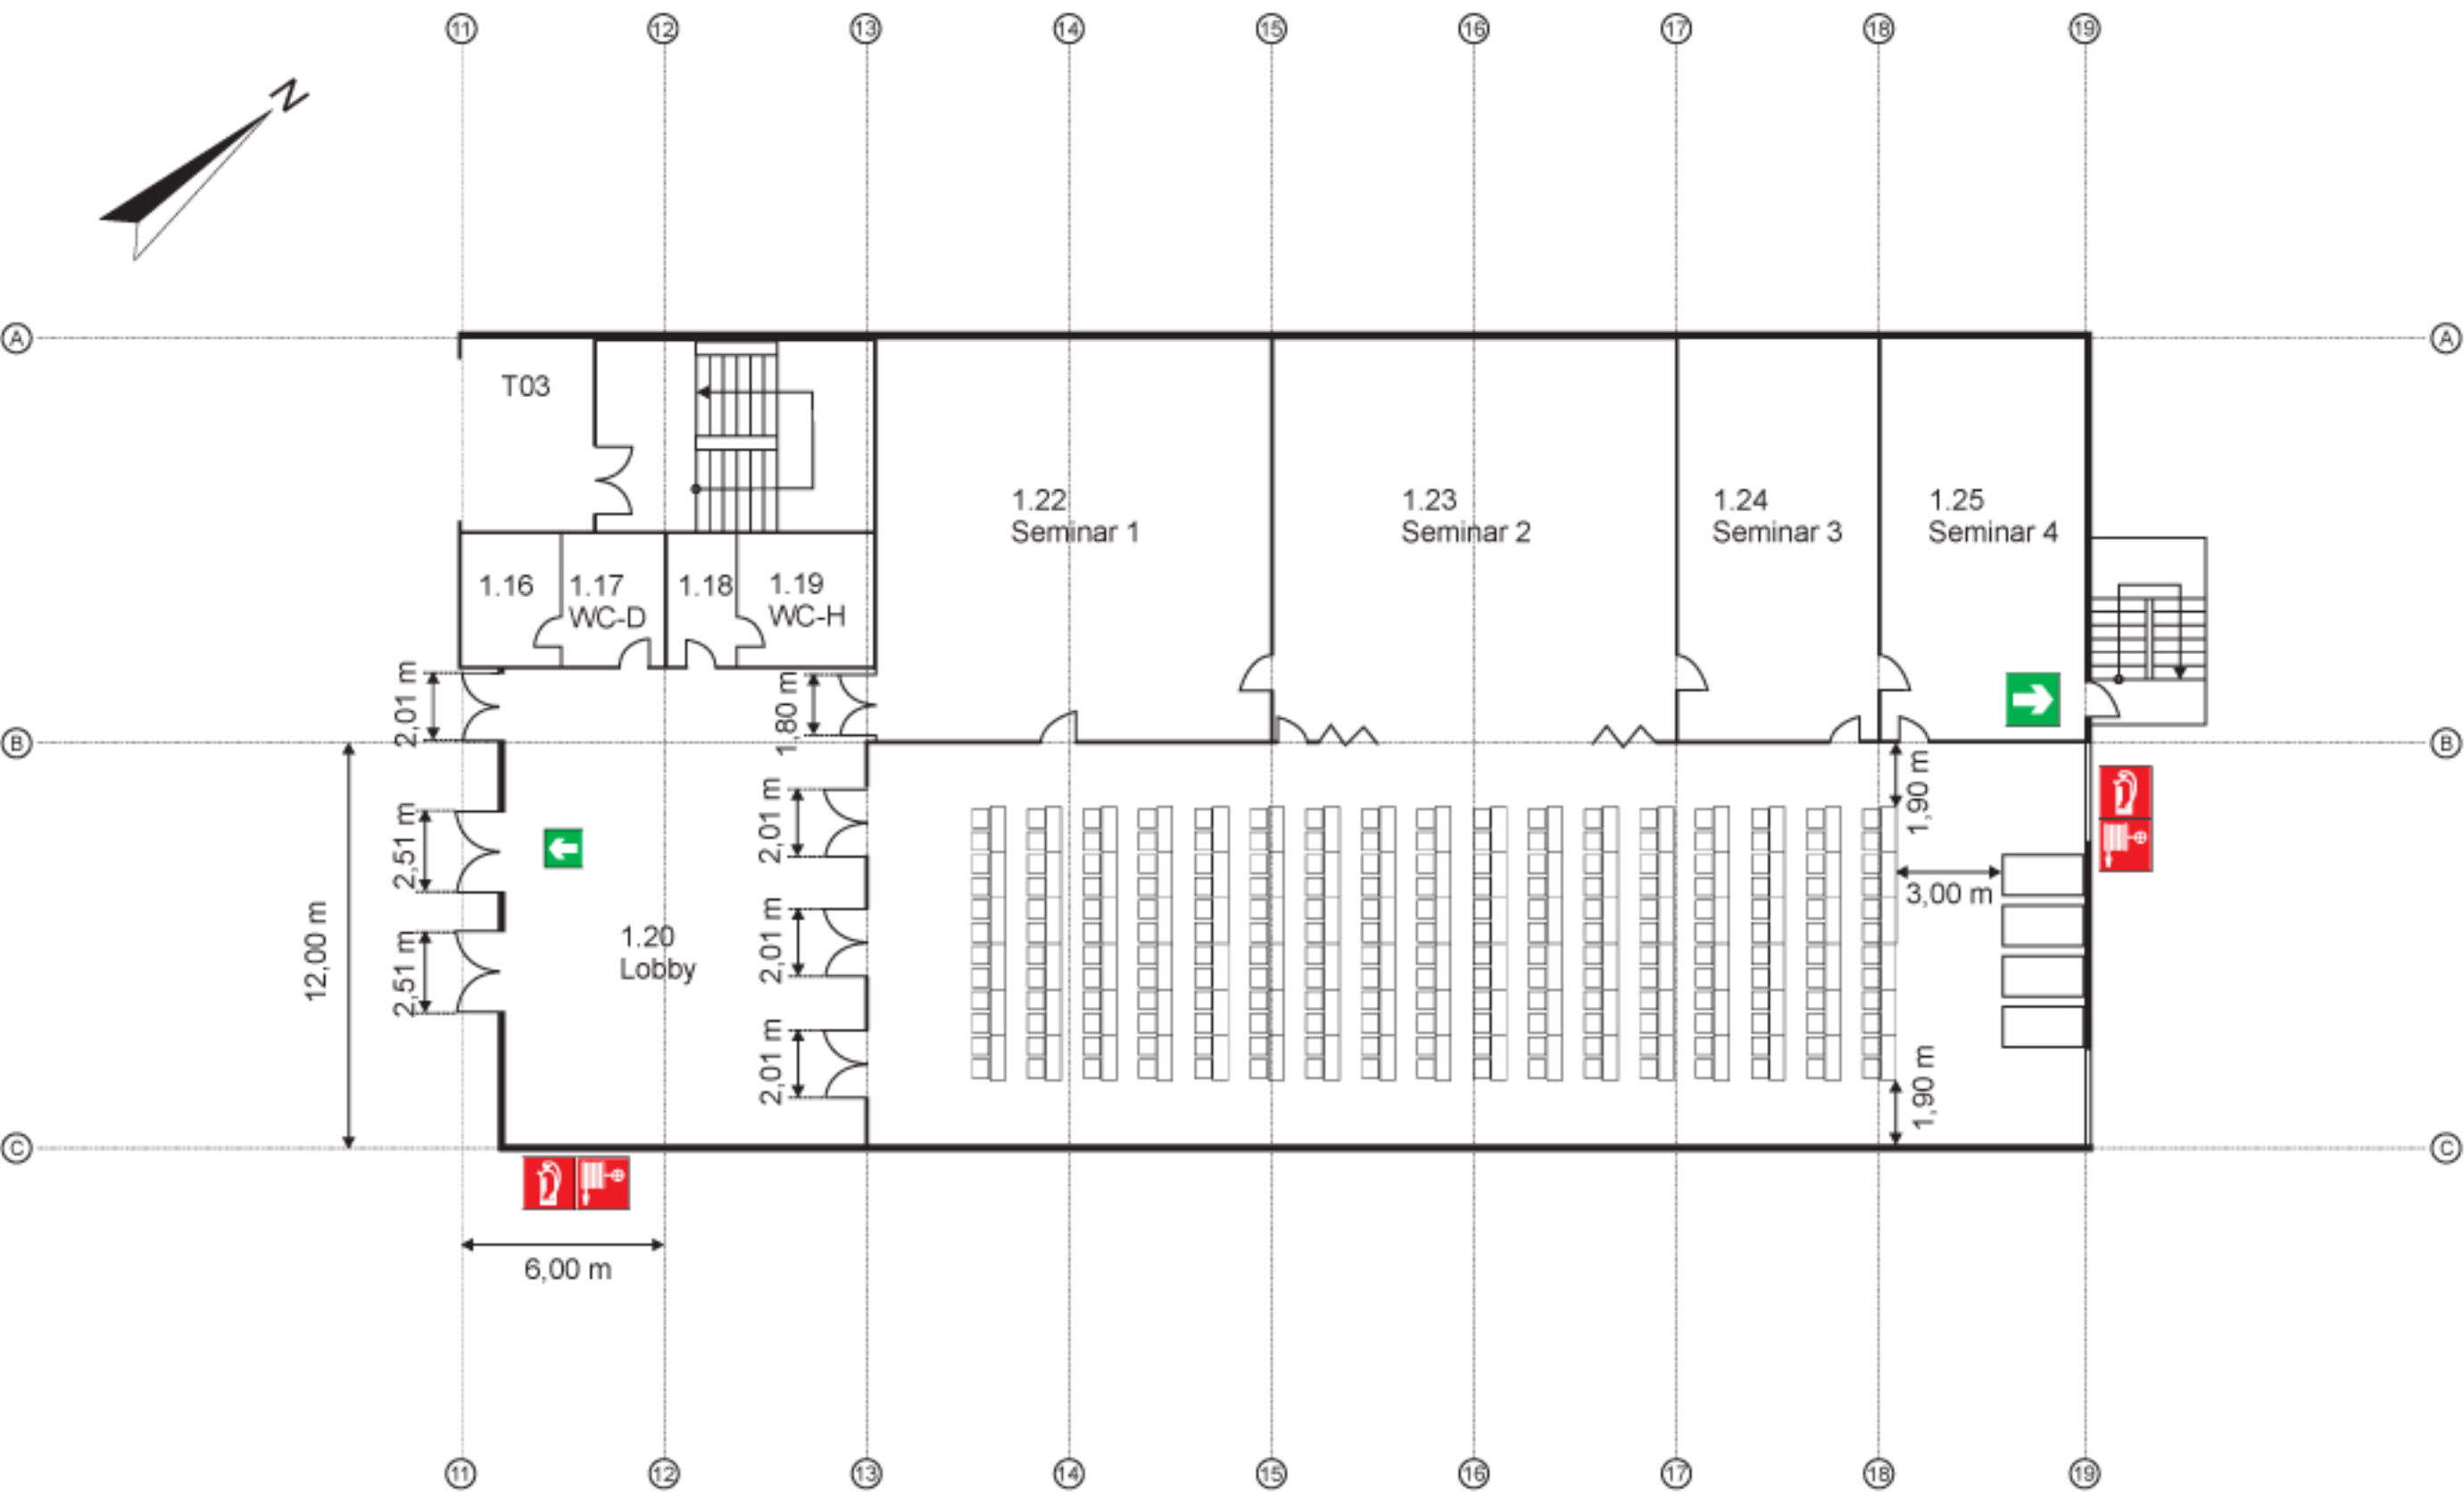 11 12 13 14 15 16 17 18 19
N
A A
T03
1.22
Seminar 1
1.23
Seminar 2
1.24
Seminar 3
1.25
Seminar 4
1.16
1.17
WC-D
1.18
1.19
WC-H
2,01 m
1,80 m
B B
2,51 m
2,01 m
1,90 m
3,00 m
12,00 m
2,51 m
1.20
Lobby
2,01 m
2,01 m
1,90 m
C C
6,00 m
11 12 13 14 15 16 17 18 19